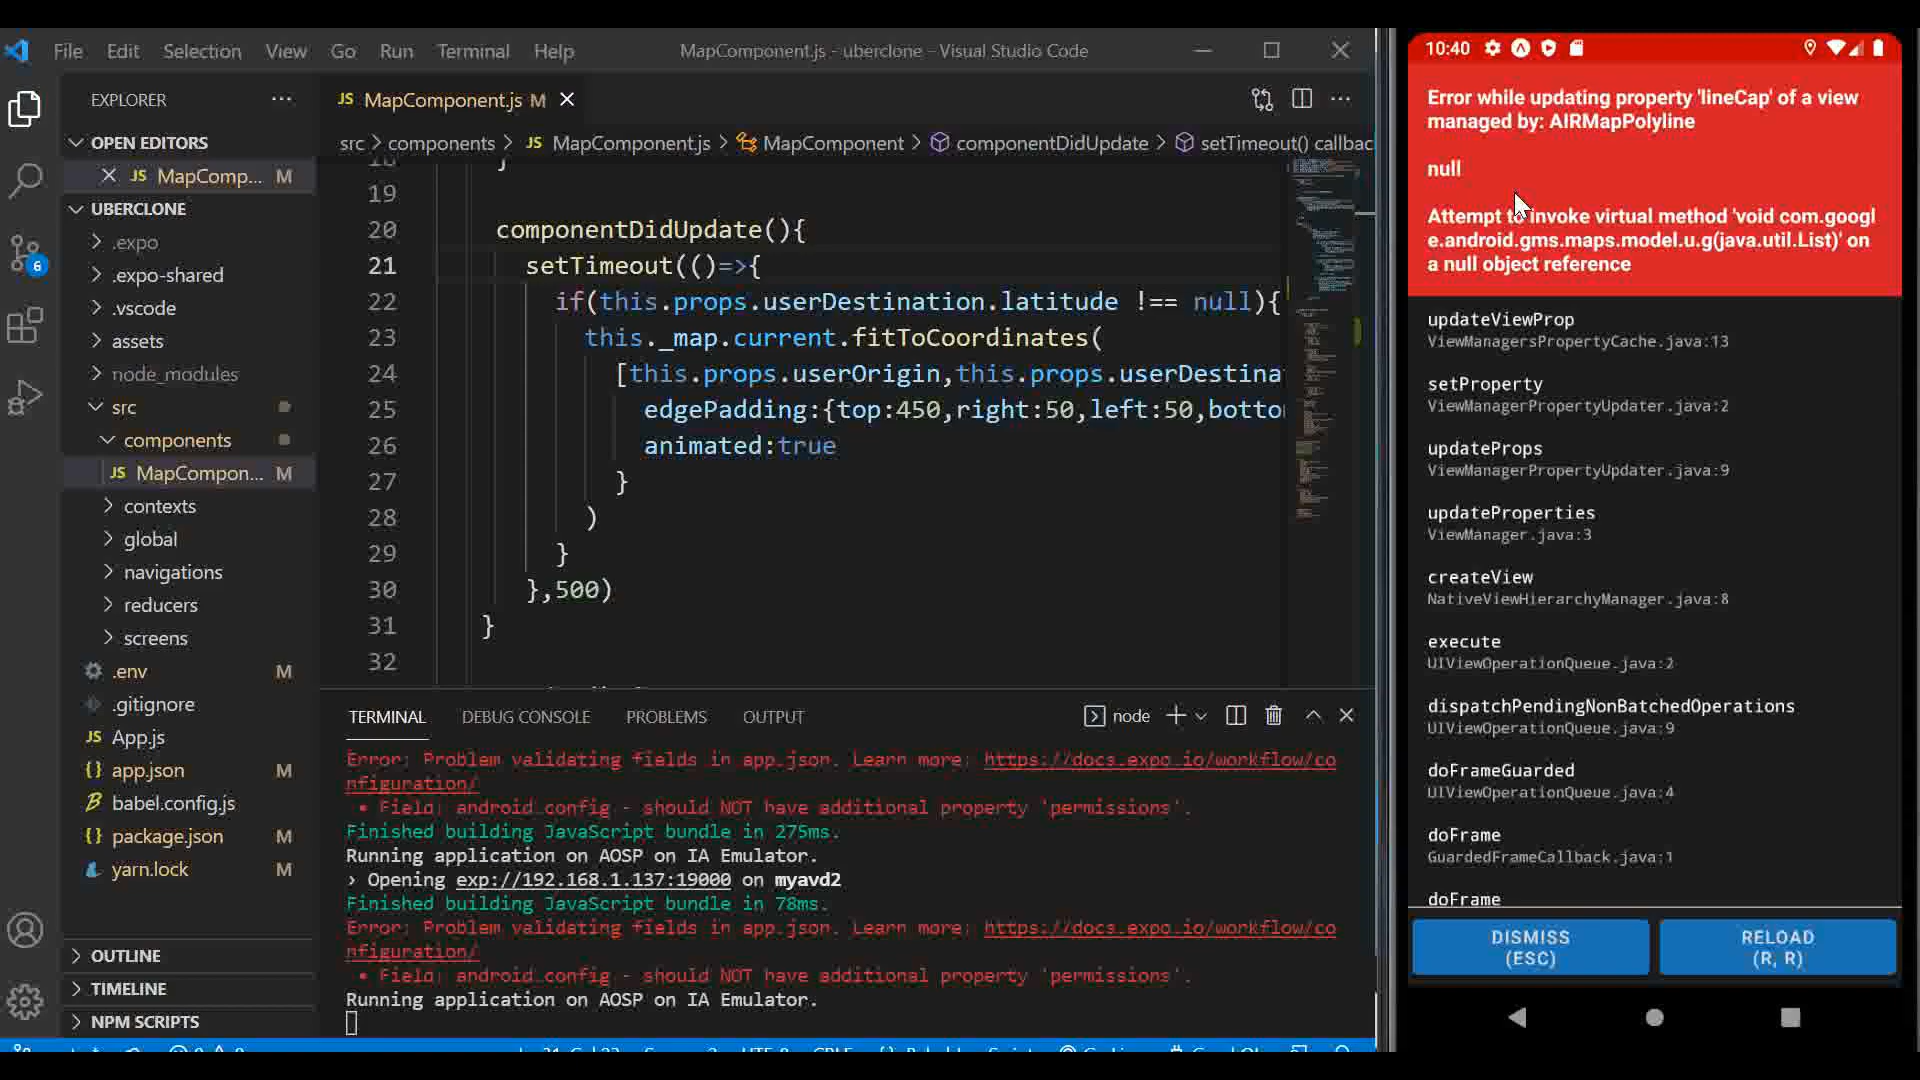 File Edit Selection View Go Run Terminal Help
MapComponent.js - uberclone - Visual Studio Code
EXPLORER
OPEN EDITORS
JS MapComp... M
UBERCLONE
.expo
.expo-shared
.vscode
assets
node_modules
src
components
JS MapCompon... M
contexts
global
navigations
reducers
screens
.env M
.gitignore
JS App.js
{} app.json M
babel.config.js
{} package.json M
yarn.lock M
OUTLINE
TIMELINE
NPM SCRIPTS
6
JS MapComponent.js M
src > components > JS MapComponent.js > MapComponent > componentDidUpdate > setTimeout() callbac
18 }
19
20 componentDidUpdate(){
21 setTimeout(()=>{
22 if(this.props.userDestination.latitude !== null){
23 this._map.current.fitToCoordinates(
24 [this.props.userOrigin,this.props.userDestina
25 edgePadding:{top:450,right:50,left:50,botto
26 animated:true
27 }
28 )
29 }
30 },500)
31 }
32
TERMINAL DEBUG CONSOLE PROBLEMS OUTPUT
node
Error: Problem validating fields in app.json. Learn more: https://docs.expo.io/workflow/co
nfiguration/
• Field: android.config - should NOT have additional property 'permissions'.
Finished building JavaScript bundle in 275ms.
Running application on AOSP on IA Emulator.
› Opening exp://192.168.1.137:19000 on myavd2
Finished building JavaScript bundle in 78ms.
Error: Problem validating fields in app.json. Learn more: https://docs.expo.io/workflow/co
nfiguration/
• Field: android.config - should NOT have additional property 'permissions'.
Running application on AOSP on IA Emulator.
10:40
Error while updating property 'lineCap' of a view
managed by: AIRMapPolyline
null
Attempt to invoke virtual method 'void com.googl
e.android.gms.maps.model.u.g(java.util.List)' on
a null object reference
updateViewProp
ViewManagersPropertyCache.java:13
setProperty
ViewManagerPropertyUpdater.java:2
updateProps
ViewManagerPropertyUpdater.java:9
updateProperties
ViewManager.java:3
createView
NativeViewHierarchyManager.java:8
execute
UIViewOperationQueue.java:2
dispatchPendingNonBatchedOperations
UIViewOperationQueue.java:9
doFrameGuarded
UIViewOperationQueue.java:4
doFrame
GuardedFrameCallback.java:1
doFrame
DISMISS
(ESC)
RELOAD
(R, R)